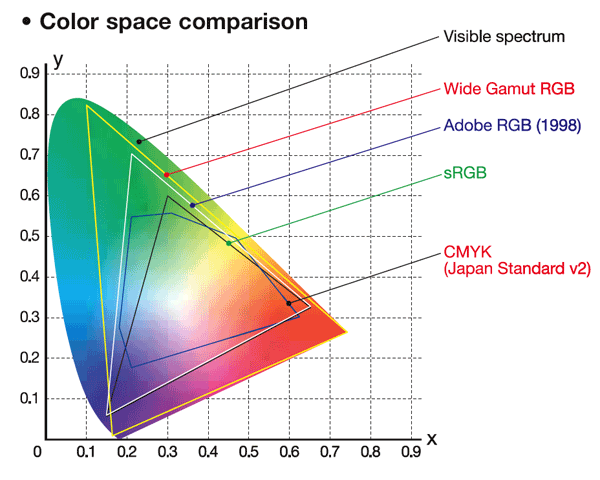 • Color space comparison
Visible spectrum
Wide Gamut RGB
Adobe RGB (1998)
sRGB
CMYK
(Japan Standard v2)
y
0.9
0.8
0.7
0.6
0.5
0.4
0.3
0.2
0.1
0 0.1 0.2 0.3 0.4 0.5 0.6 0.7 0.8 0.9 x